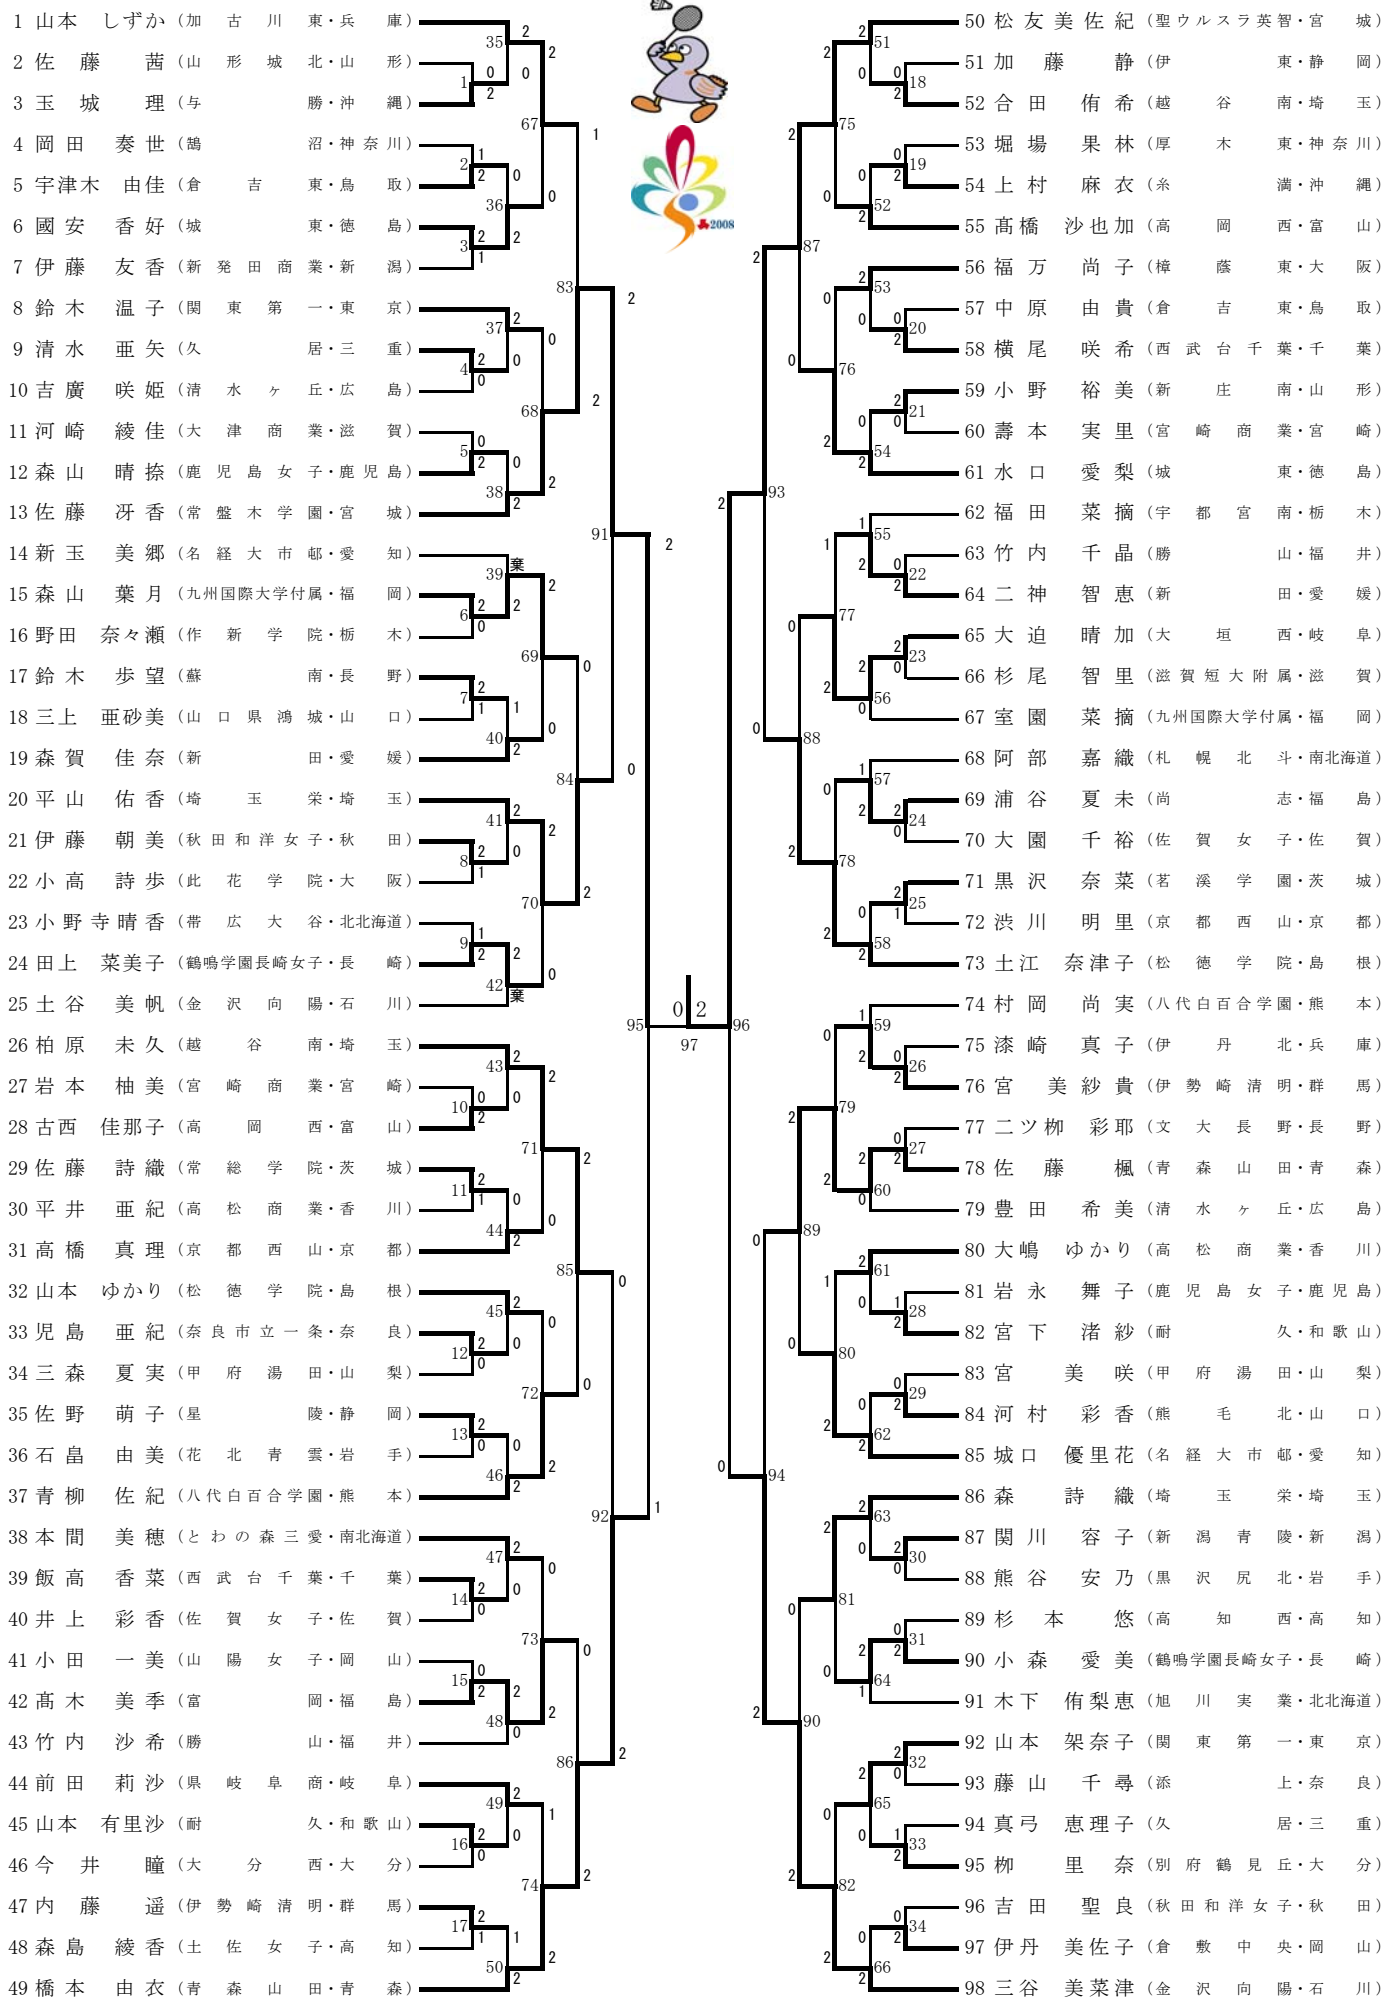 1 山本 しずか (加古川東・兵庫)
2 佐藤 茜 (山形城北・山形)
3 玉城 理 (与勝・沖縄)
4 岡田 奏世 (鵠沼・神奈川)
5 宇津木 由佳 (倉吉東・鳥取)
6 國安 香好 (城東・徳島)
7 伊藤 友香 (新発田商業・新潟)
8 鈴木 温子 (関東第一・東京)
9 清水 亜矢 (久居・三重)
10 吉廣 咲姫 (清水ヶ丘・広島)
11 河崎 綾佳 (大津商業・滋賀)
12 森山 晴捺 (鹿児島女子・鹿児島)
13 佐藤 冴香 (常盤木学園・宮城)
14 新玉 美郷 (名経大市邨・愛知)
15 森山 葉月 (九州国際大学付属・福岡)
16 野田 奈々瀬 (作新学院・栃木)
17 鈴木 歩望 (蘇南・長野)
18 三上 亜砂美 (山口県鴻城・山口)
19 森賀 佳奈 (新田・愛媛)
20 平山 佑香 (埼玉栄・埼玉)
21 伊藤 朝美 (秋田和洋女子・秋田)
22 小高 詩歩 (此花学院・大阪)
23 小野寺晴香 (帯広大谷・北北海道)
24 田上 菜美子 (鶴鳴学園長崎女子・長崎)
25 土谷 美帆 (金沢向陽・石川)
26 柏原 未久 (越谷南・埼玉)
27 岩本 柚美 (宮崎商業・宮崎)
28 古西 佳那子 (高岡西・富山)
29 佐藤 詩織 (常総学院・茨城)
30 平井 亜紀 (高松商業・香川)
31 高橋 真理 (京都西山・京都)
32 山本 ゆかり (松徳学院・島根)
33 児島 亜紀 (奈良市立一条・奈良)
34 三森 夏実 (甲府湯田・山梨)
35 佐野 萌子 (星陵・静岡)
36 石畠 由美 (花北青雲・岩手)
37 青柳 佐紀 (八代白百合学園・熊本)
38 本間 美穂 (とわの森三愛・南北海道)
39 飯高 香菜 (西武台千葉・千葉)
40 井上 彩香 (佐賀女子・佐賀)
41 小田 一美 (山陽女子・岡山)
42 髙木 美季 (富岡・福島)
43 竹内 沙希 (勝山・福井)
44 前田 莉沙 (県岐阜商・岐阜)
45 山本 有里沙 (耐久・和歌山)
46 今井 瞳 (大分西・大分)
47 内藤 遥 (伊勢崎清明・群馬)
48 森島 綾香 (土佐女子・高知)
49 橋本 由衣 (青森山田・青森)
2008
棄
棄
0 2
97
50 松友美佐紀 (聖ウルスラ英智・宮城)
51 加藤 静 (伊東・静岡)
52 合田 侑希 (越谷南・埼玉)
53 堀場 果林 (厚木東・神奈川)
54 上村 麻衣 (糸満・沖縄)
55 髙橋 沙也加 (高岡西・富山)
56 福万 尚子 (樟蔭東・大阪)
57 中原 由貴 (倉吉東・鳥取)
58 横尾 咲希 (西武台千葉・千葉)
59 小野 裕美 (新庄南・山形)
60 壽本 実里 (宮崎商業・宮崎)
61 水口 愛梨 (城東・徳島)
62 福田 菜摘 (宇都宮南・栃木)
63 竹内 千晶 (勝山・福井)
64 二神 智恵 (新田・愛媛)
65 大迫 晴加 (大垣西・岐阜)
66 杉尾 智里 (滋賀短大附属・滋賀)
67 室園 菜摘 (九州国際大学付属・福岡)
68 阿部 嘉織 (札幌北斗・南北海道)
69 浦谷 夏未 (尚志・福島)
70 大園 千裕 (佐賀女子・佐賀)
71 黒沢 奈菜 (茗溪学園・茨城)
72 渋川 明里 (京都西山・京都)
73 土江 奈津子 (松徳学院・島根)
74 村岡 尚実 (八代白百合学園・熊本)
75 漆崎 真子 (伊丹北・兵庫)
76 宮 美紗貴 (伊勢崎清明・群馬)
77 二ツ栁 彩耶 (文大長野・長野)
78 佐藤 楓 (青森山田・青森)
79 豊田 希美 (清水ヶ丘・広島)
80 大嶋 ゆかり (高松商業・香川)
81 岩永 舞子 (鹿児島女子・鹿児島)
82 宮下 渚紗 (耐久・和歌山)
83 宮 美咲 (甲府湯田・山梨)
84 河村 彩香 (熊毛北・山口)
85 城口 優里花 (名経大市邨・愛知)
86 森 詩織 (埼玉栄・埼玉)
87 関川 容子 (新潟青陵・新潟)
88 熊谷 安乃 (黒沢尻北・岩手)
89 杉本 悠 (高知西・高知)
90 小森 愛美 (鶴鳴学園長崎女子・長崎)
91 木下 侑梨恵 (旭川実業・北北海道)
92 山本 架奈子 (関東第一・東京)
93 藤山 千尋 (添上・奈良)
94 真弓 恵理子 (久居・三重)
95 栁 里奈 (別府鶴見丘・大分)
96 吉田 聖良 (秋田和洋女子・秋田)
97 伊丹 美佐子 (倉敷中央・岡山)
98 三谷 美菜津 (金沢向陽・石川)